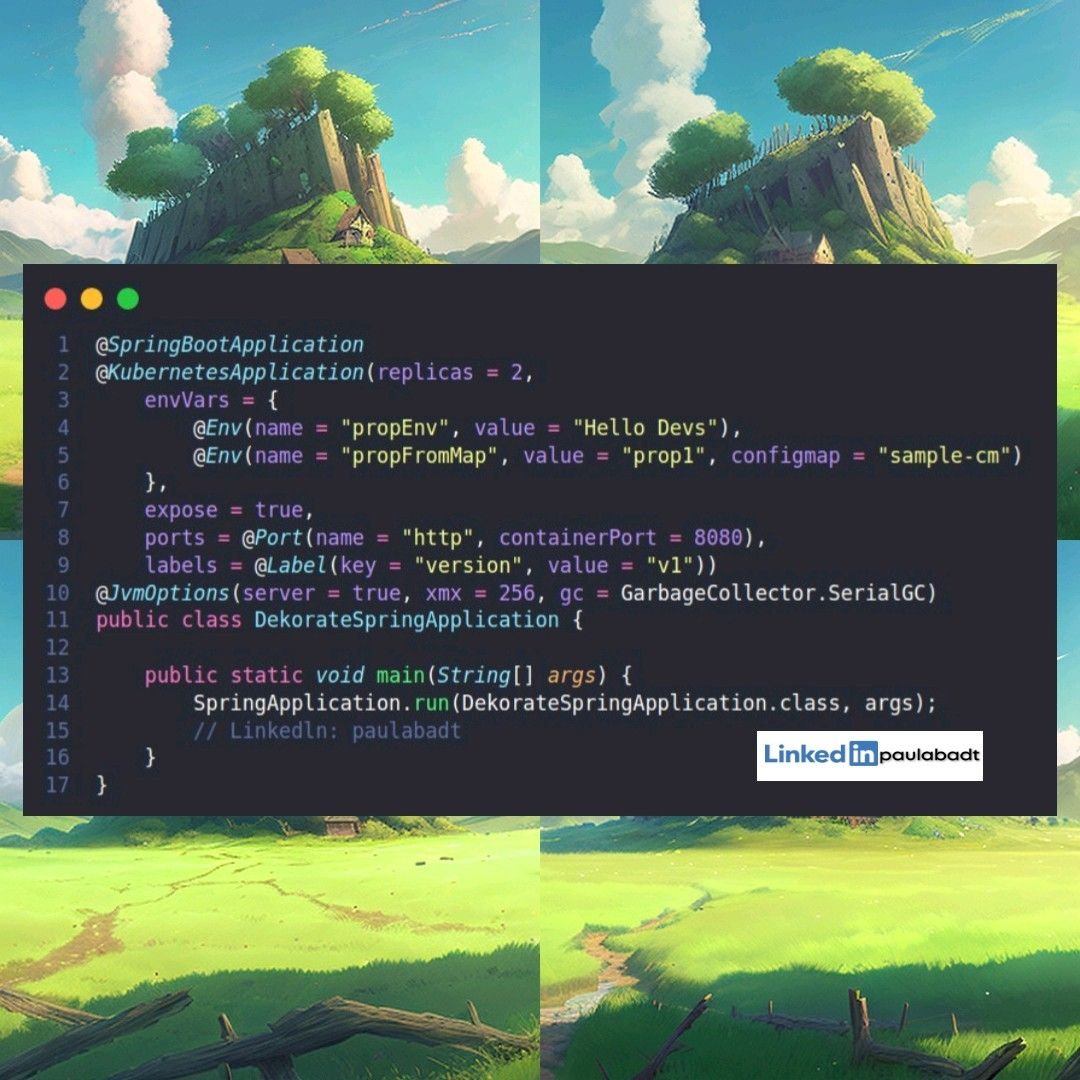 1 @SpringBootApplication
2 @KubernetesApplication(replicas = 2,
3     envVars = {
4         @Env(name = "propEnv", value = "Hello Devs"),
5         @Env(name = "propFromMap", value = "prop1", configmap = "sample-cm")
6     },
7     expose = true,
8     ports = @Port(name = "http", containerPort = 8080),
9     labels = @Label(key = "version", value = "v1"))
10 @JvmOptions(server = true, xmx = 256, gc = GarbageCollector.SerialGC)
11 public class DekorateSpringApplication {
12
13     public static void main(String[] args) {
14         SpringApplication.run(DekorateSpringApplication.class, args);
15         // Linkedln: paulabadt
16     }
17 }
Linked in paulabadt